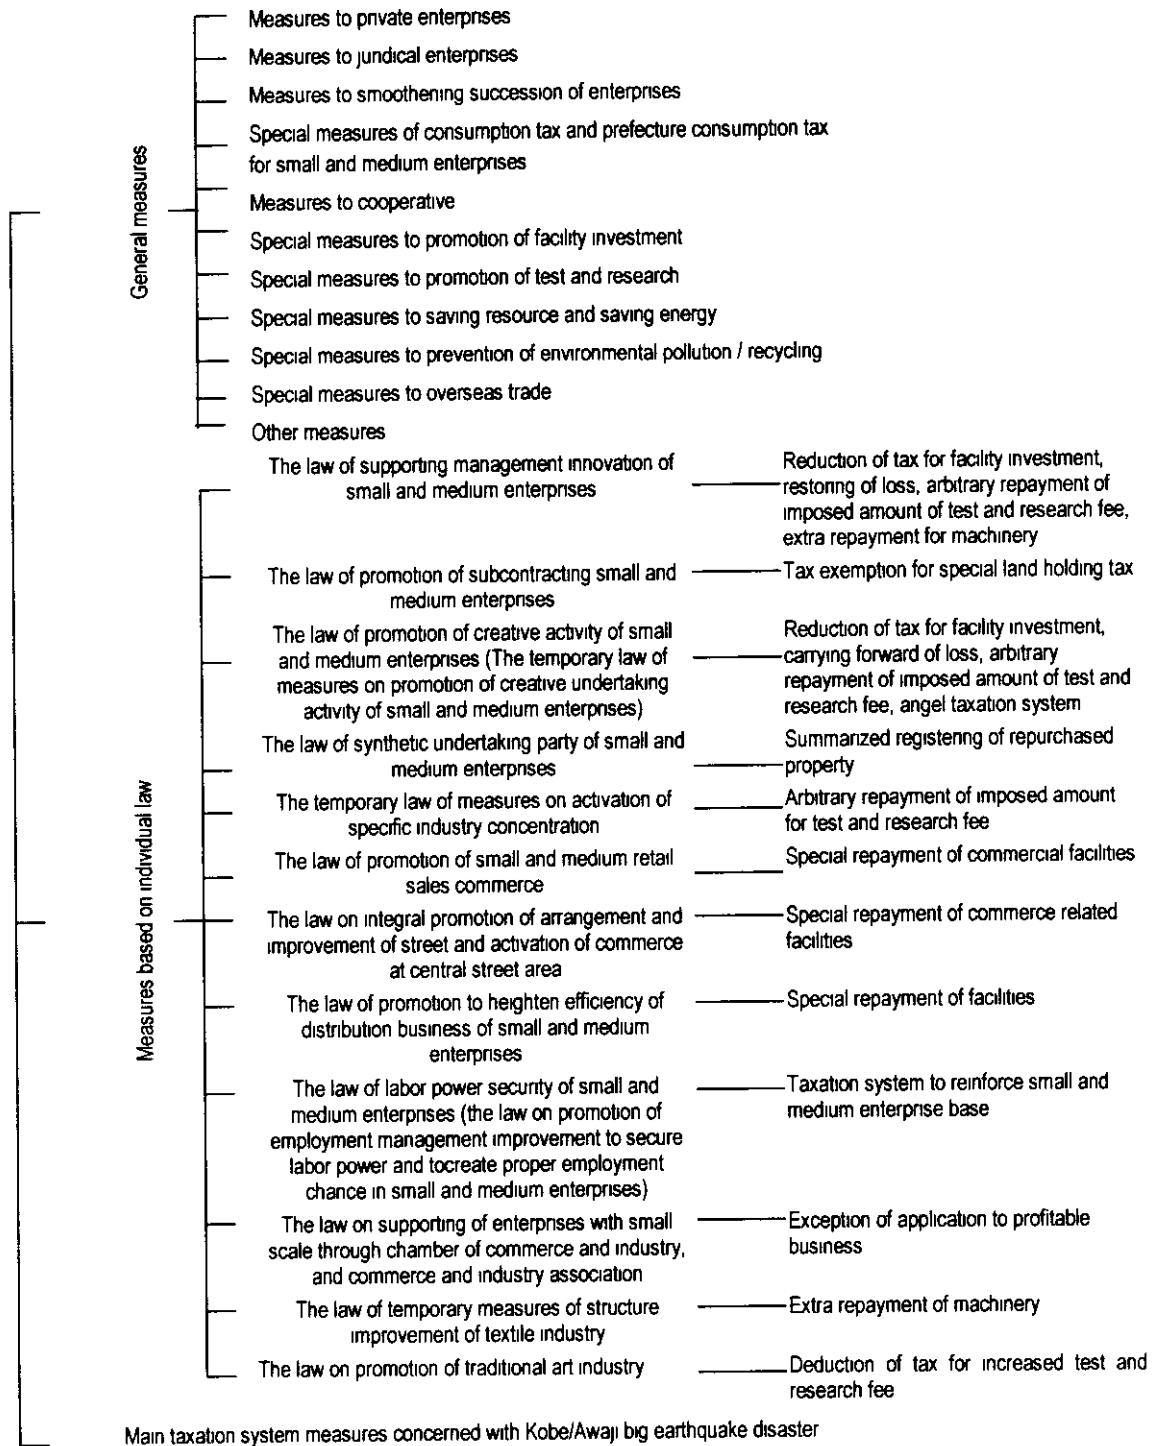 Measures to private enterprises
Measures to juridical enterprises
Measures to smoothening succession of enterprises
Special measures of consumption tax and prefecture consumption tax
for small and medium enterprises
Measures to cooperative
Special measures to promotion of facility investment
Special measures to promotion of test and research
Special measures to saving resource and saving energy
Special measures to prevention of environmental pollution / recycling
Special measures to overseas trade
Other measures
General measures
The law of supporting management innovation of
small and medium enterprises
Reduction of tax for facility investment,
restoring of loss, arbitrary repayment of
imposed amount of test and research fee,
extra repayment for machinery
The law of promotion of subcontracting small and
medium enterprises
Tax exemption for special land holding tax
The law of promotion of creative activity of small
and medium enterprises (The temporary law of
measures on promotion of creative undertaking
activity of small and medium enterprises)
Reduction of tax for facility investment,
carrying forward of loss, arbitrary
repayment of imposed amount of test and
research fee, angel taxation system
The law of synthetic undertaking party of small and
medium enterprises
Summarized registering of repurchased
property
The temporary law of measures on activation of
specific industry concentration
Arbitrary repayment of imposed amount
for test and research fee
The law of promotion of small and medium retail
sales commerce
Special repayment of commercial facilities
The law on integral promotion of arrangement and
improvement of street and activation of commerce
at central street area
Special repayment of commerce related
facilities
The law of promotion to heighten efficiency of
distribution business of small and medium
enterprises
Special repayment of facilities
The law of labor power security of small and
medium enterprises (the law on promotion of
employment management improvement to secure
labor power and tocreate proper employment
chance in small and medium enterprises)
Taxation system to reinforce small and
medium enterprise base
The law on supporting of enterprises with small
scale through chamber of commerce and industry,
and commerce and industry association
Exception of application to profitable
business
The law of temporary measures of structure
improvement of textile industry
Extra repayment of machinery
The law on promotion of traditional art industry
Deduction of tax for increased test and
research fee
Measures based on individual law
Main taxation system measures concerned with Kobe/Awaji big earthquake disaster